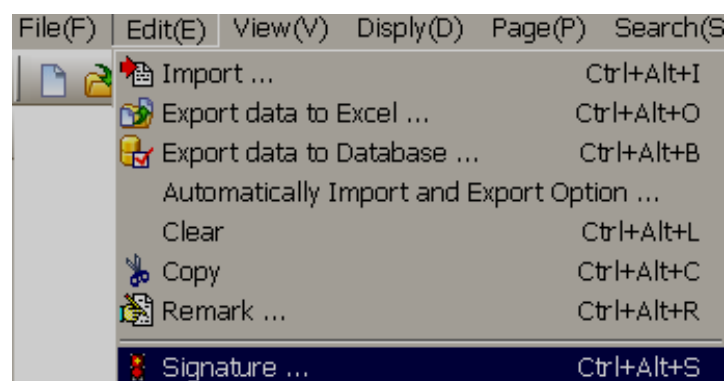 File(F) Edit(E) View(V) Disply(D) Page(P) Search(S
Import ... Ctrl+Alt+I
Export data to Excel ... Ctrl+Alt+O
Export data to Database ... Ctrl+Alt+B
Automatically Import and Export Option ...
Clear Ctrl+Alt+L
Copy Ctrl+Alt+C
Remark ... Ctrl+Alt+R
Signature ... Ctrl+Alt+S